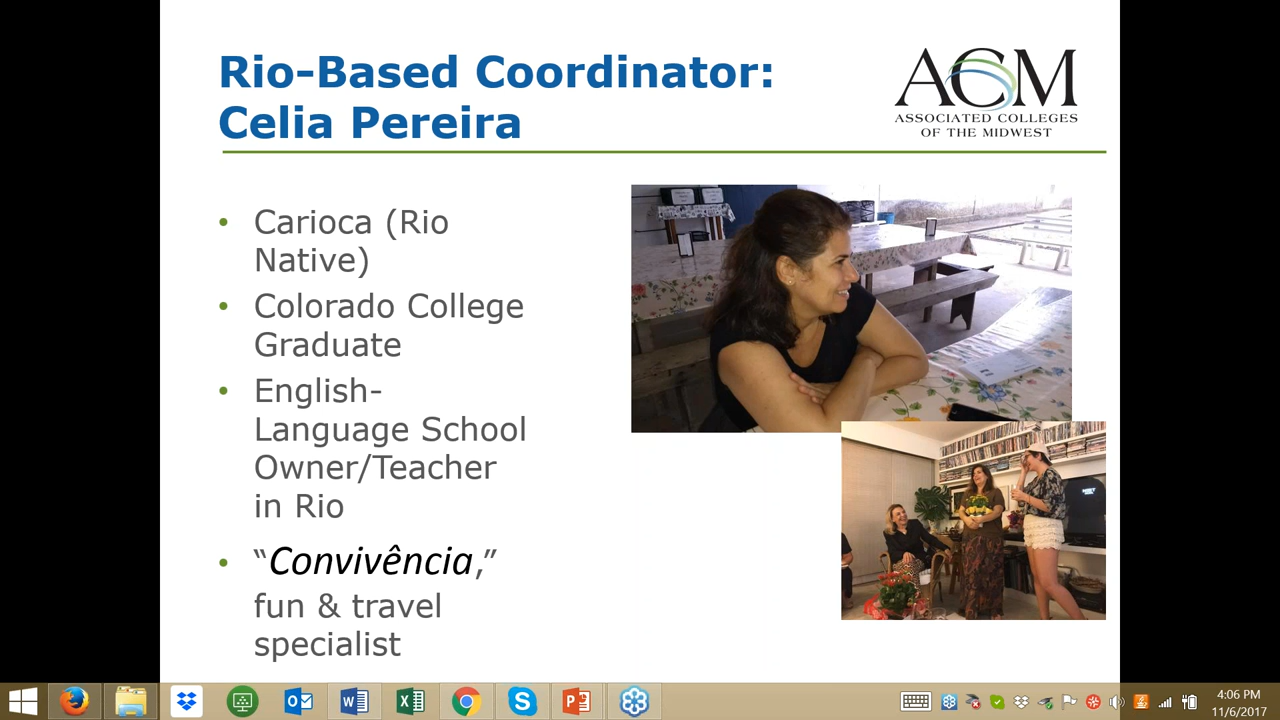 Rio-Based Coordinator:
Celia Pereira
ACM
ASSOCIATED COLLEGES
OF THE MIDWEST
• Carioca (Rio
Native)
• Colorado College
Graduate
• English-
Language School
Owner/Teacher
in Rio
• “Convivência,”
fun & travel
specialist
4:06 PM
11/6/2017